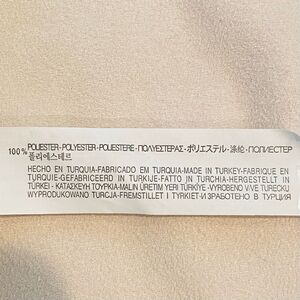 100% POLIESTER-POLYESTER-POLIESTERE-ΠΟΛΥΕΣΤΕΡΑΣ-ポリエステル-涤纶-ПОЛИЕСТЕР
폴리에스테르
HECHO EN TURQUIA-FABRICADO EM TURQUIA-MADE IN TURKEY-FABRIQUE EN
TURQUIE-GEFABRICEERD IN TURKIJE-FATTO IN TURCHIA-HERGESTELLT IN
TÜRKEI-ΚΑΤΑΣΚΕΥΗ ΤΟΥΡΚΙΑ-MALIN ÜRETIM YERI TÜRKIYE-VYROBENO V/VE TURECKU
WYPRODUKOWANO TURCJA-FREMSTILLET I TYRKIET-ИЗРАБОТЕНО В ТУРЦИЯ